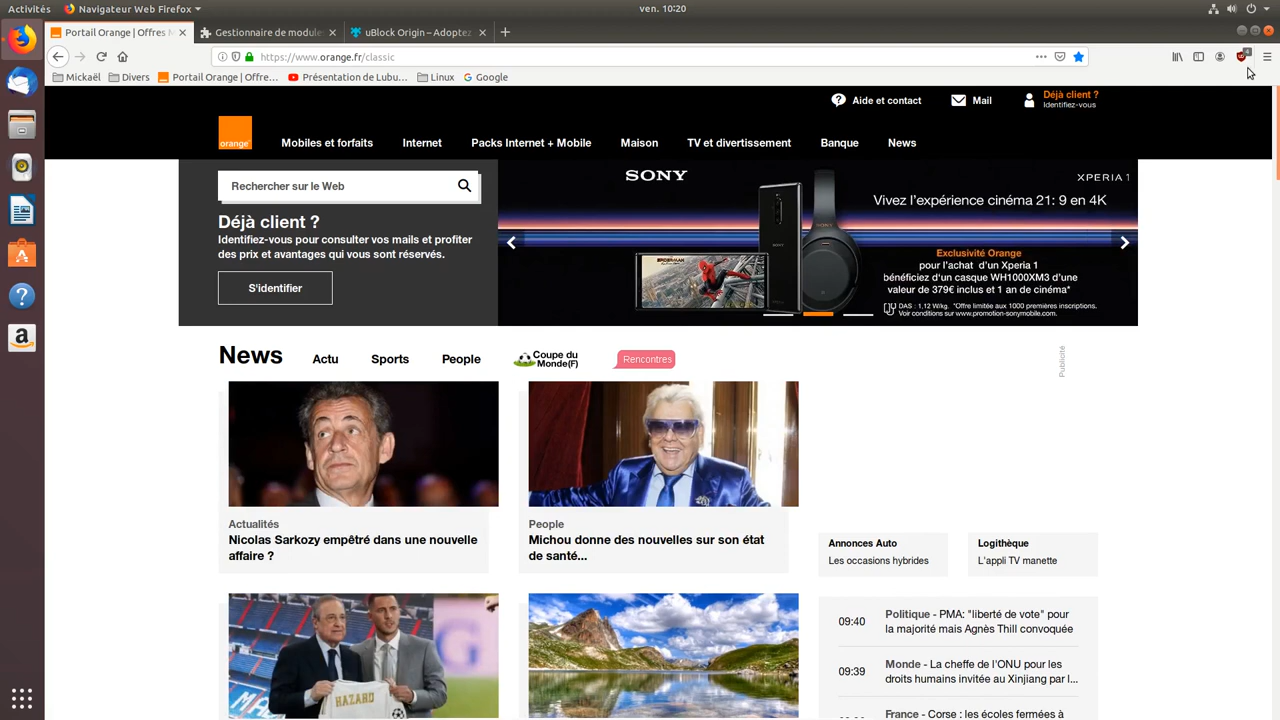 Activités
Navigateur Web Firefox
ven. 10:20
Portail Orange | Offres M
Gestionnaire de module
uBlock Origin – Adoptez
https://www.orange.fr/classic
4
Mickaël
Divers
Portail Orange | Offre...
Présentation de Lubu...
Linux
Google
Aide et contact
Mail
Déjà client ?
Identifiez-vous
orange
Mobiles et forfaits
Internet
Packs Internet + Mobile
Maison
TV et divertissement
Banque
News
Rechercher sur le Web
Déjà client ?
Identifiez-vous pour consulter vos mails et profiter
des prix et avantages qui vous sont réservés.
S'identifier
SONY
XPERIA 1
Vivez l'expérience cinéma 21: 9 en 4K
Exclusivité Orange
pour l'achat d'un Xperia 1
bénéficiez d'un casque WH1000XM3 d'une
valeur de 379€ inclus et 1 an de cinéma*
DAS : 1,12 W/kg. *Offre limitée aux 1000 premières inscriptions.
Voir conditions sur www.promotion-sonymobile.com.
News
Actu
Sports
People
Coupe du
Monde(F)
Rencontres
Publicité
Actualités
Nicolas Sarkozy empêtré dans une nouvelle
affaire ?
People
Michou donne des nouvelles sur son état
de santé...
Annonces Auto
Les occasions hybrides
Logithèque
L'appli TV manette
09:40
Politique - PMA: "liberté de vote" pour
la majorité mais Agnès Thill convoquée
09:39
Monde - La cheffe de l'ONU pour les
droits humains invitée au Xinjiang par l...
France - Corse : les écoles fermées à
HAZARD